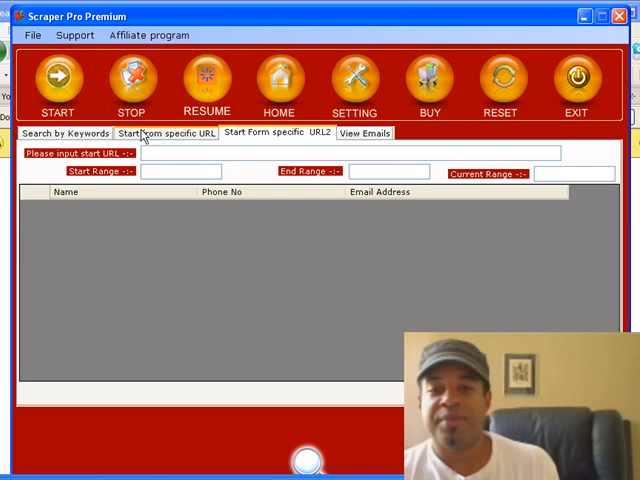 Scraper Pro Premium
File Support Affiliate program
START STOP RESUME HOME SETTING BUY RESET EXIT
Search by Keywords Start form specific URL Start Form specific URL2 View Emails
Please input start URL -:-
Start Range -:- End Range -:- Current Range -:-
Name Phone No Email Address